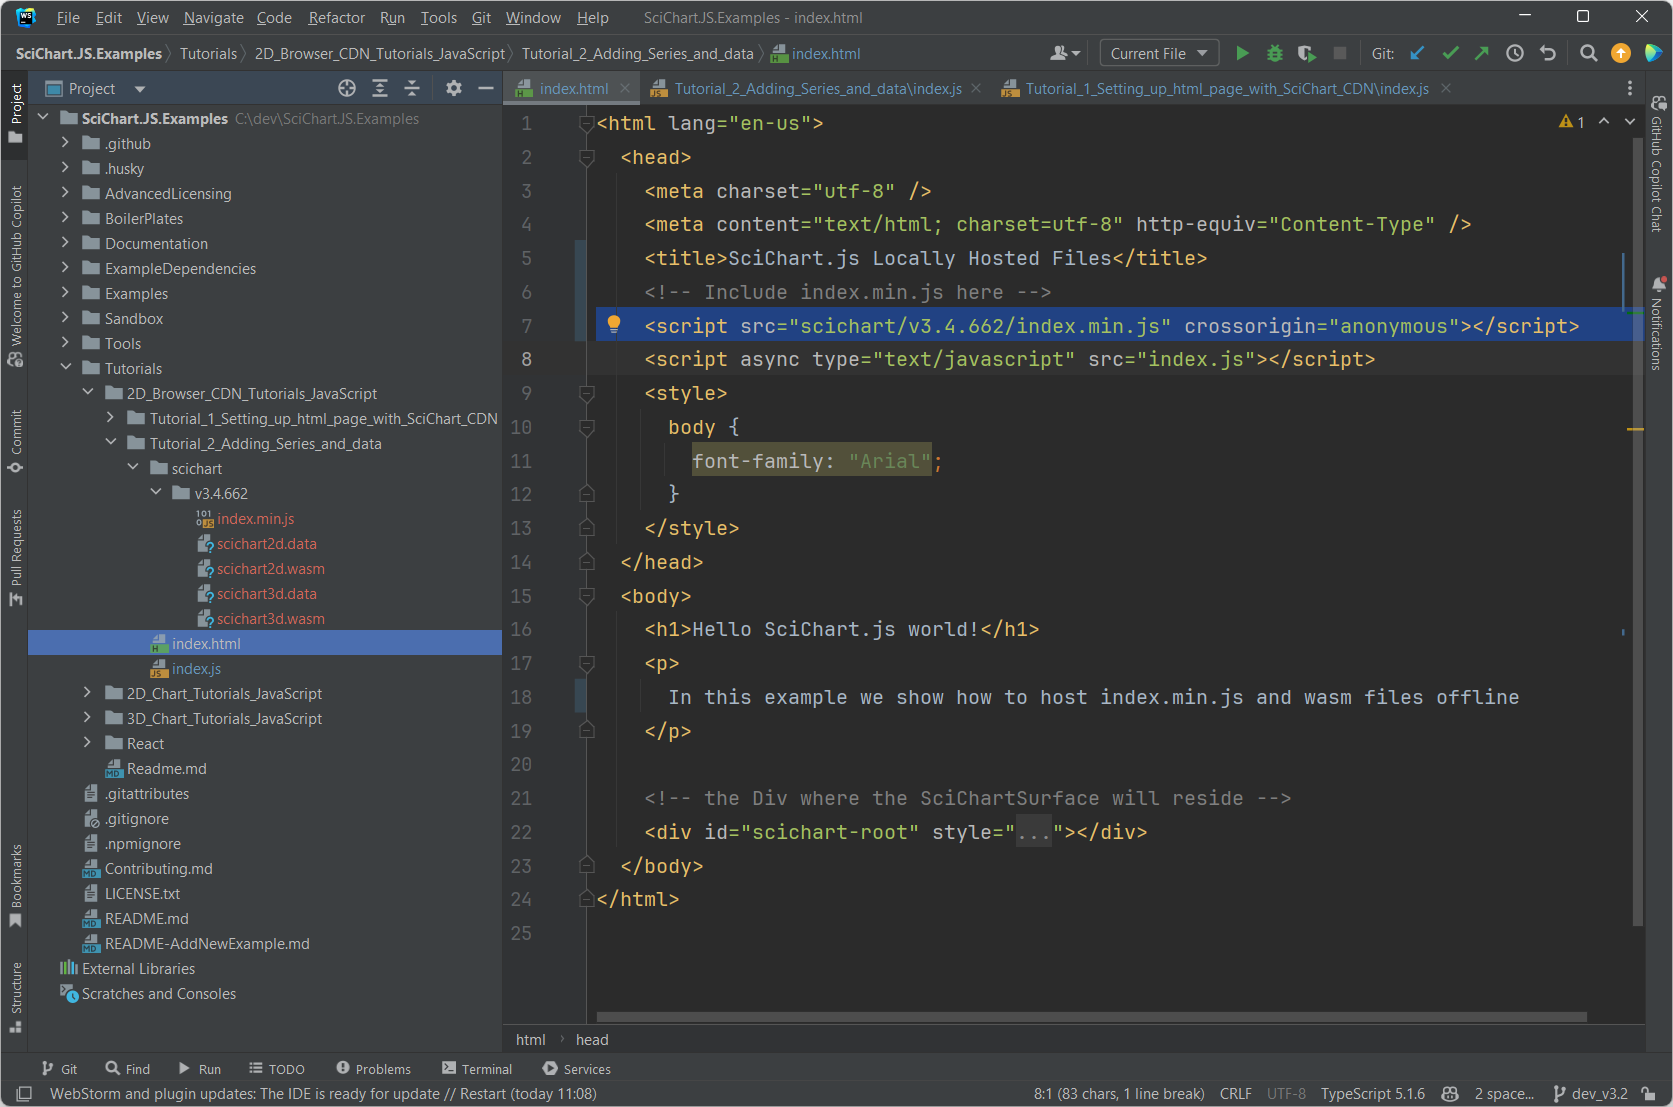 WS File Edit View Navigate Code Refactor Run Tools Git Window Help SciChart.JS.Examples - index.html
SciChart.JS.Examples Tutorials 2D_Browser_CDN_Tutorials_JavaScript Tutorial_2_Adding_Series_and_data index.html Current File Git:
Project
index.html Tutorial_2_Adding_Series_and_data\index.js Tutorial_1_Setting_up_html_page_with_SciChart_CDN\index.js
Project
Welcome to GitHub Copilot
Commit
Pull Requests
Bookmarks
Structure
SciChart.JS.Examples C:\dev\SciChart.JS.Examples
.github
.husky
AdvancedLicensing
BoilerPlates
Documentation
ExampleDependencies
Examples
Sandbox
Tools
Tutorials
2D_Browser_CDN_Tutorials_JavaScript
Tutorial_1_Setting_up_html_page_with_SciChart_CDN
Tutorial_2_Adding_Series_and_data
scichart
v3.4.662
index.min.js
scichart2d.data
scichart2d.wasm
scichart3d.data
scichart3d.wasm
index.html
index.js
2D_Chart_Tutorials_JavaScript
3D_Chart_Tutorials_JavaScript
React
Readme.md
.gitattributes
.gitignore
.npmignore
Contributing.md
LICENSE.txt
README.md
README-AddNewExample.md
External Libraries
Scratches and Consoles
1 <html lang="en-us"> 1
2 <head>
3 <meta charset="utf-8" />
4 <meta content="text/html; charset=utf-8" http-equiv="Content-Type" />
5 <title>SciChart.js Locally Hosted Files</title>
6 <!-- Include index.min.js here -->
7 <script src="scichart/v3.4.662/index.min.js" crossorigin="anonymous"></script>
8 <script async type="text/javascript" src="index.js"></script>
9 <style>
10 body {
11 font-family: "Arial";
12 }
13 </style>
14 </head>
15 <body>
16 <h1>Hello SciChart.js world!</h1>
17 <p>
18 In this example we show how to host index.min.js and wasm files offline
19 </p>
20
21 <!-- the Div where the SciChartSurface will reside -->
22 <div id="scichart-root" style="..."></div>
23 </body>
24 </html>
25
GitHub Copilot Chat
Notifications
html head
Git Find Run TODO Problems Terminal Services
WebStorm and plugin updates: The IDE is ready for update // Restart (today 11:08) 8:1 (83 chars, 1 line break) CRLF UTF-8 TypeScript 5.1.6 2 space... dev_v3.2